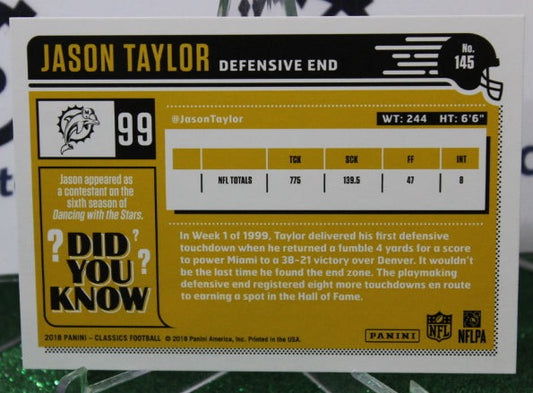 JASON TAYLOR DEFENSIVE END
No.
145
99
@JasonTaylor
WT: 244 HT: 6'6"
TCK SCK FF INT
NFL TOTALS 775 139.5 47 8
Jason appeared as
a contestant on the
sixth season of
Dancing with the Stars.
? DID ?
YOU ?
KNOW
In Week 1 of 1999, Taylor delivered his first defensive
touchdown when he returned a fumble 4 yards for a score
to power Miami to a 38–21 victory over Denver. It wouldn't
be the last time he found the end zone. The playmaking
defensive end registered eight more touchdowns en route
to earning a spot in the Hall of Fame.
2018 PANINI – CLASSICS FOOTBALL © 2018 Panini America, Inc. Printed in the USA.
PANINI
NFL
NFLPA